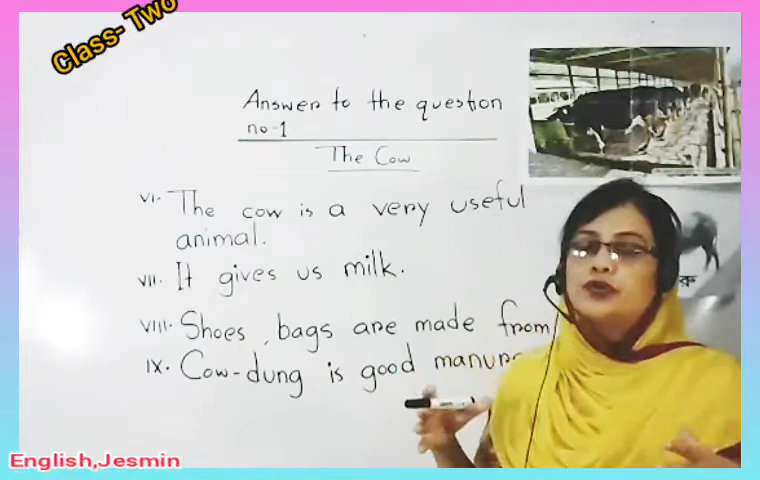 Class- Two
Answer to the question
no-1
The Cow
vi. The cow is a very useful
animal.
vii. It gives us milk.
viii. Shoes, bags are made from
ix. Cow-dung is good
রু
English,Jesmin